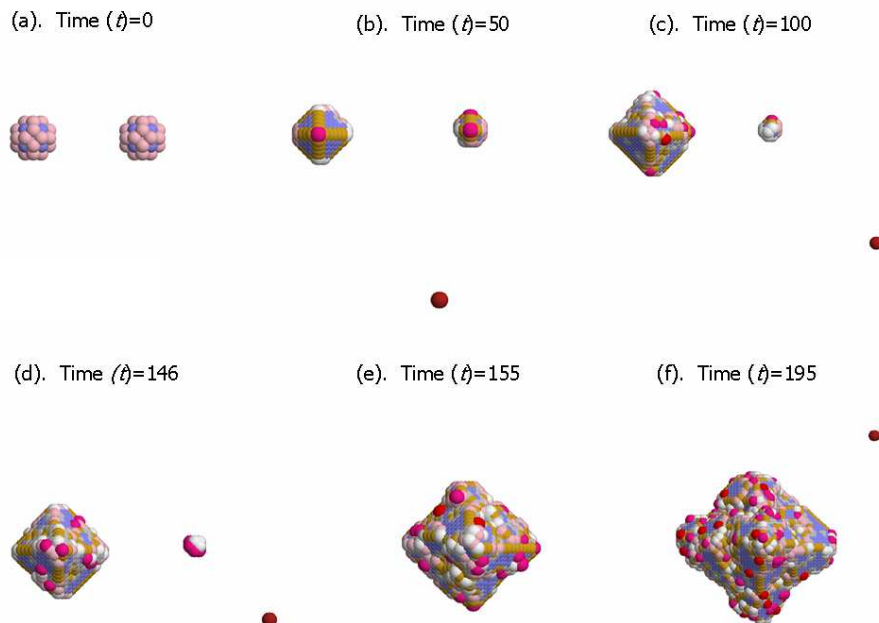 (a). Time (t)=0
(b). Time (t)=50
(c). Time (t)=100
(d). Time (t)=146
(e). Time (t)=155
(f). Time (t)=195